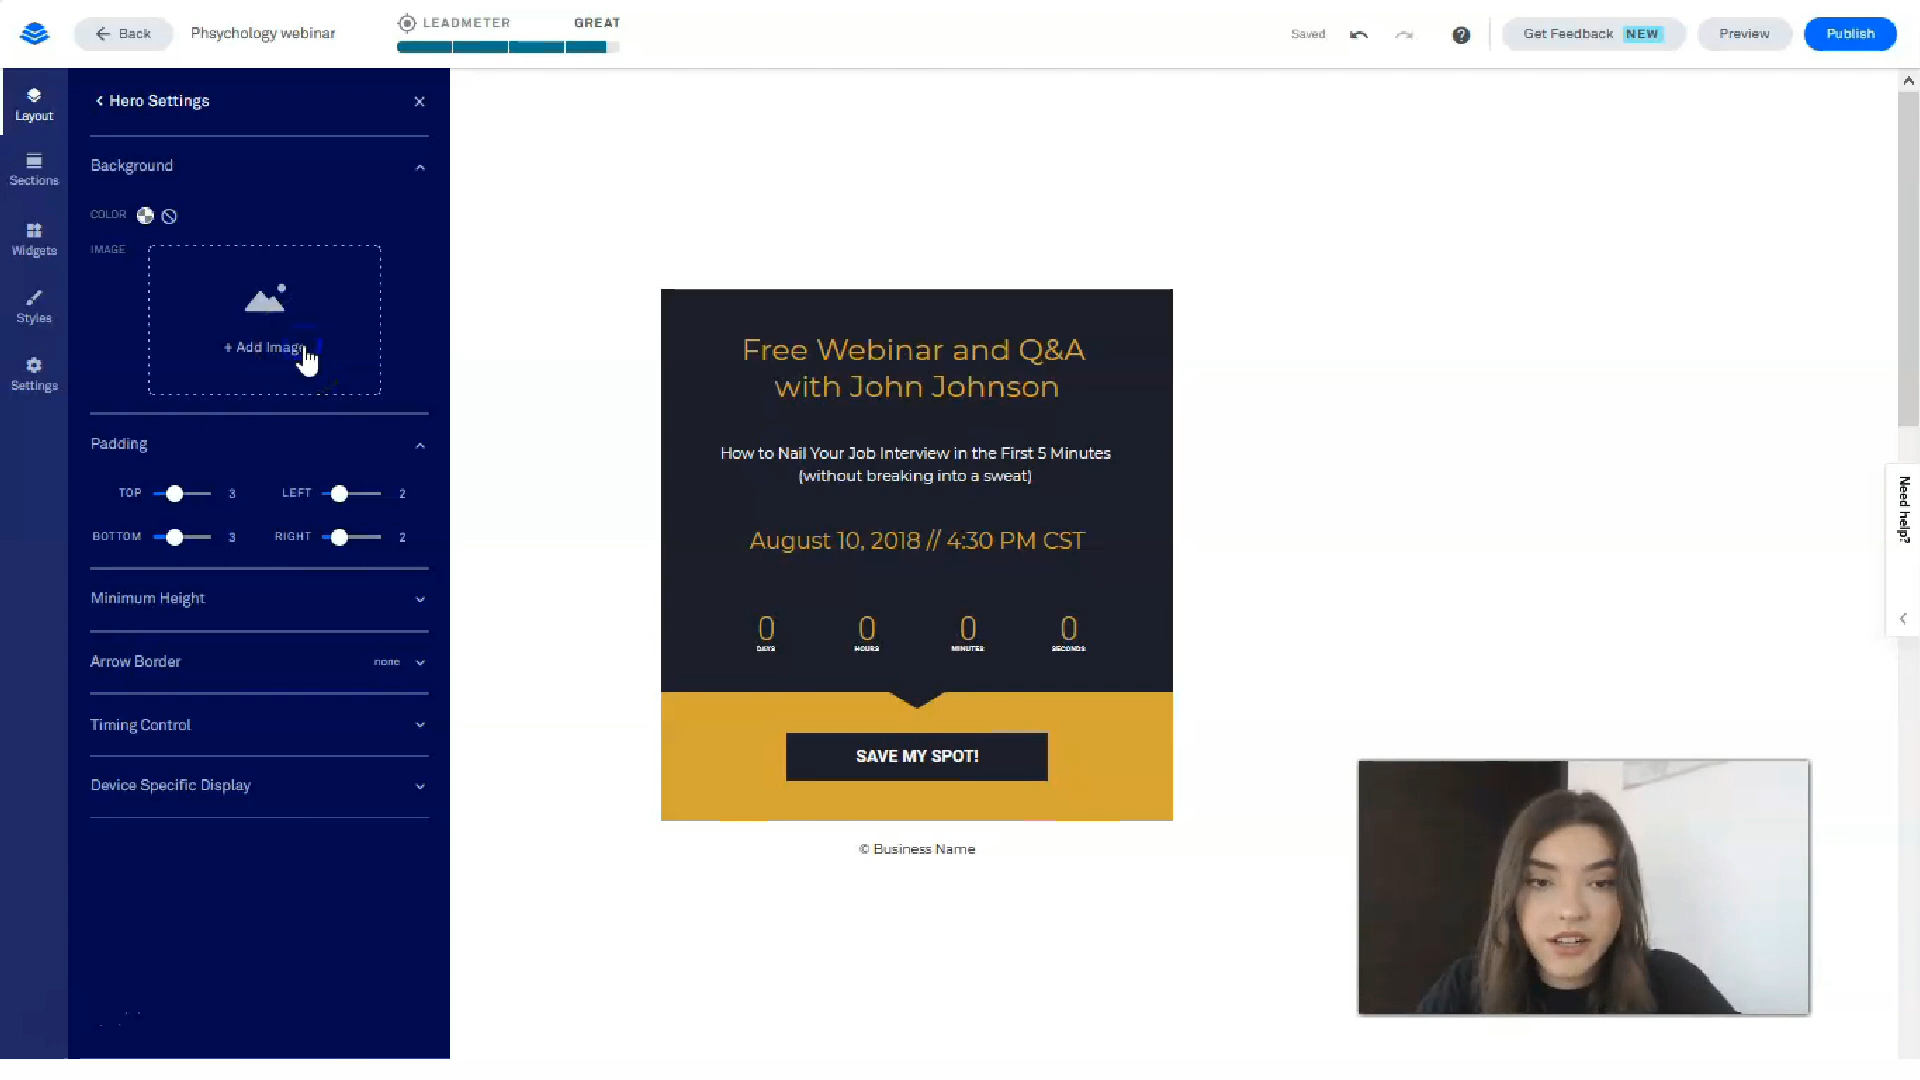 Back
Phsychology webinar
LEADMETER
GREAT
Saved
?
Get Feedback NEW
Preview
Publish
Layout
Sections
Widgets
Styles
Settings
Hero Settings
Background
COLOR
IMAGE
+ Add Image
Padding
TOP 3 LEFT 2
BOTTOM 3 RIGHT 2
Minimum Height
Arrow Border none
Timing Control
Device Specific Display
Free Webinar and Q&A
with John Johnson
How to Nail Your Job Interview in the First 5 Minutes
(without breaking into a sweat)
August 10, 2018 // 4:30 PM CST
0 0 0 0
DAYS HOURS MINUTES SECONDS
SAVE MY SPOT!
© Business Name
Need help?